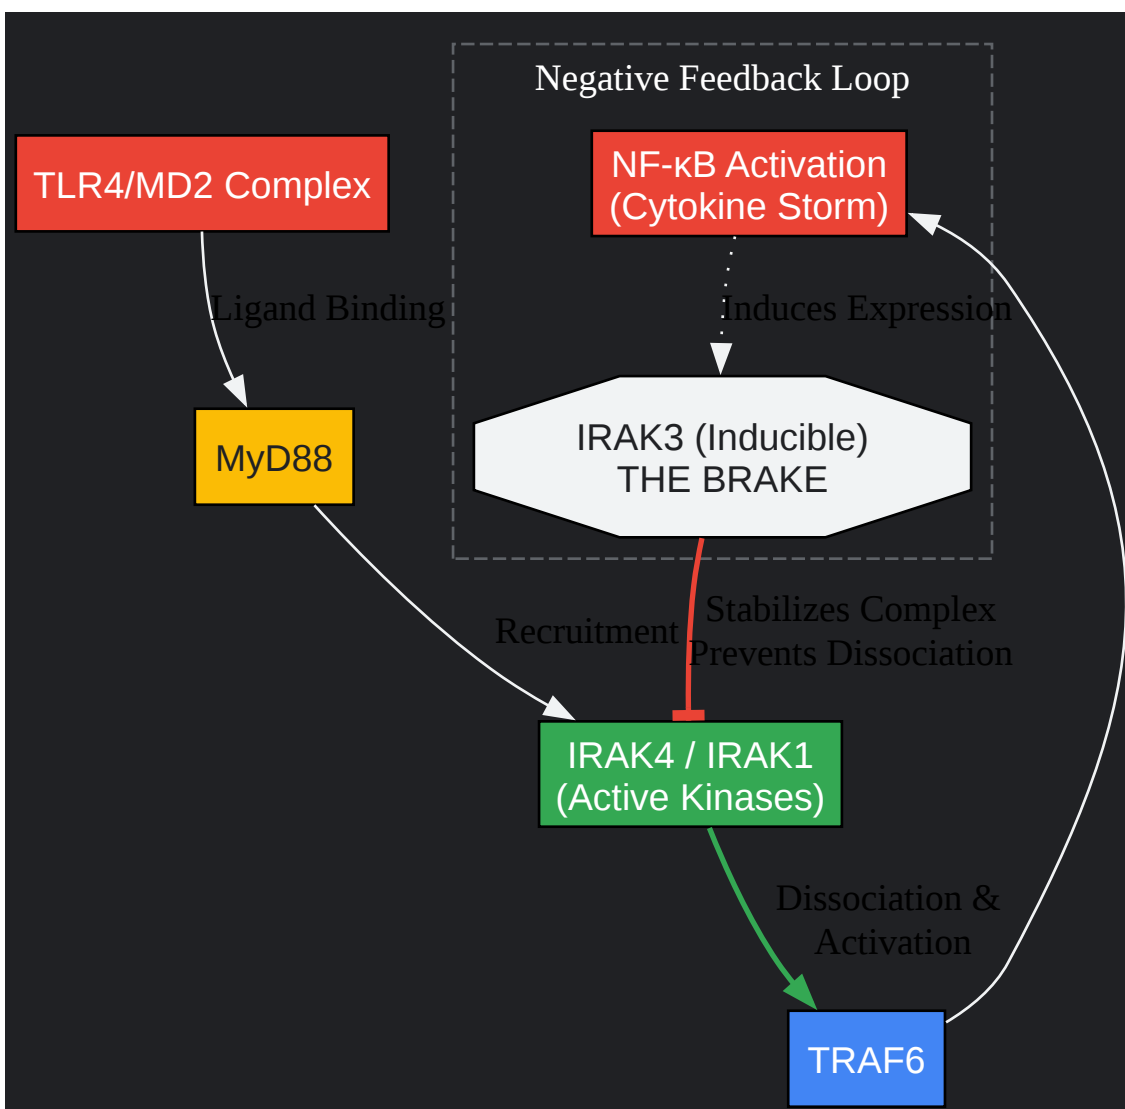 Negative Feedback Loop
TLR4/MD2 Complex
NF-κB Activation
(Cytokine Storm)
Ligand Binding
Induces Expression
MyD88
IRAK3 (Inducible)
THE BRAKE
Recruitment
Stabilizes Complex
Prevents Dissociation
IRAK4 / IRAK1
(Active Kinases)
Dissociation &
Activation
TRAF6